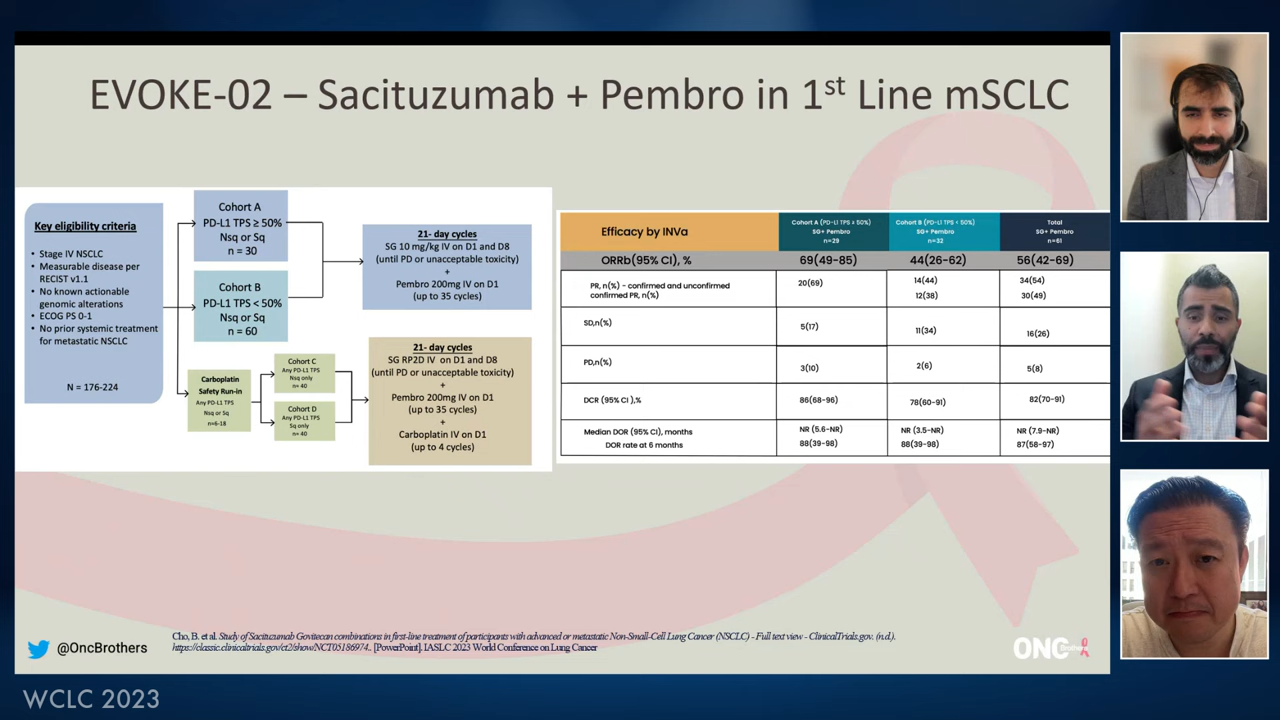 EVOKE-02 – Sacituzumab + Pembro in 1st Line mSCLC
Key eligibility criteria
• Stage IV NSCLC
• Measurable disease per
RECIST v1.1
• No known actionable
genomic alterations
• ECOG PS 0-1
• No prior systemic treatment
for metastatic NSCLC
N = 176-224
Cohort A
PD-L1 TPS ≥ 50%
Nsq or Sq
n = 30
Cohort B
PD-L1 TPS < 50%
Nsq or Sq
n = 60
Carboplatin
Safety Run-in
Any PD-L1 TPS
Nsq or Sq
n=6-18
Cohort C
Any PD-L1 TPS
Nsq only
n= 40
Cohort D
Any PD-L1 TPS
Sq only
n= 40
21- day cycles
SG 10 mg/kg IV on D1 and D8
(until PD or unacceptable toxicity)
+
Pembro 200mg IV on D1
(up to 35 cycles)
21- day cycles
SG RP2D IV on D1 and D8
(until PD or unacceptable toxicity)
+
Pembro 200mg IV on D1
(up to 35 cycles)
+
Carboplatin IV on D1
(up to 4 cycles)
Efficacy by INVa
Cohort A (PD-L1 TPS ≥ 50%)
SG+ Pembro
n=29
Cohort B (PD-L1 TPS < 50%)
SG+ Pembro
n=32
Total
SG+ Pembro
n=61
ORRb(95% CI), % 69(49-85) 44(26-62) 56(42-69)
PR, n(%) - confirmed and unconfirmed 20(69) 14(44) 34(54)
confirmed PR, n(%) 12(38) 30(49)
SD,n(%) 5(17) 11(34) 16(26)
PD,n(%) 3(10) 2(6) 5(8)
DCR (95% CI ),% 86(68-96) 78(60-91) 82(70-91)
Median DOR (95% CI), months NR (5.6-NR) NR (3.5-NR) NR (7.9-NR)
DOR rate at 6 months 88(39-98) 88(39-98) 87(58-97)
@OncBrothers
Cho, B. et al. Study of Sacituzumab Govitecan combinations in first-line treatment of participants with advanced or metastatic Non-Small-Cell Lung Cancer (NSCLC) - Full text view - ClinicalTrials.gov. (n.d.).
https://classic.clinicaltrials.gov/ct2/show/NCT05186974. [PowerPoint]. IASLC 2023 World Conference on Lung Cancer
ONC Brothers
WCLC 2023